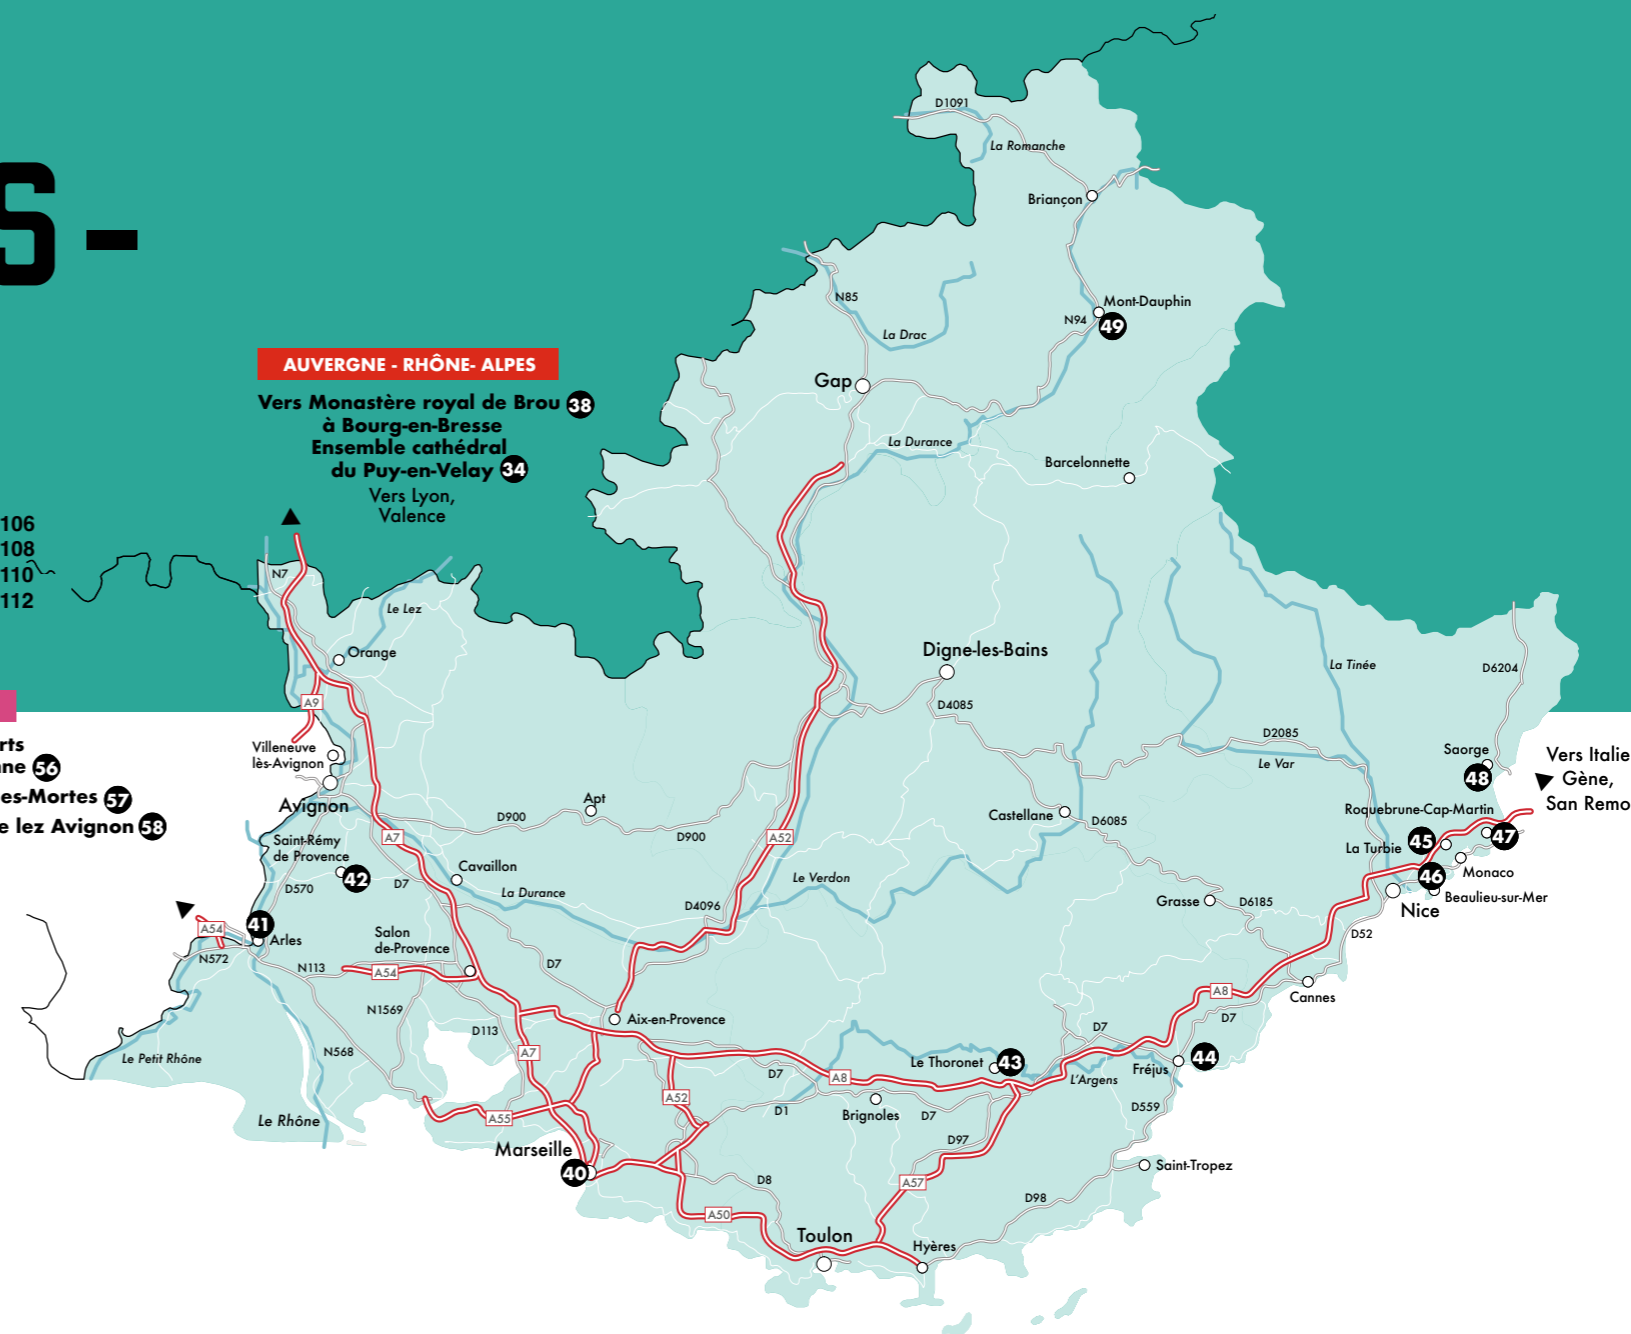 S-
D1091
La Romanche
Briançon
N85
La Drac
Mont-Dauphin
N94
49
AUVERGNE - RHÔNE- ALPES
Vers Monastère royal de Brou 38
à Bourg-en-Bresse
Ensemble cathédral
du Puy-en-Velay 34
Vers Lyon,
Valence
Gap
La Durance
Barcelonnette
106
108
110
112
N7
Le Lez
Orange
A9
Digne-les-Bains
D4085
La Tinée
D6204
rts
ne 56
es-Mortes 57
e lez Avignon 58
Villeneuve
lès-Avignon
Avignon
D2085
Le Var
Saorge
48
Vers Italie
Gène,
San Remo
Apt
D900
D900
A7
A52
Castellane
D6085
Roquebrune-Cap-Martin
La Turbie 45
47
Monaco
46
Beaulieu-sur-Mer
Nice
Saint-Rémy
de Provence
42
D570
D7
Cavaillon
La Durance
Le Verdon
D4096
Grasse
D6185
D52
41
Arles
A54
N572
Salon
de-Provence
N113
A54
D7
N1569
D113
Aix-en-Provence
A8
Cannes
D7
Le Petit Rhône
N568
A7
Le Rhône
A55
D7
A8
A52
D1
Le Thoronet 43
D7
L'Argens
Fréjus
44
Brignoles
D7
D559
D97
Marseille
40
D8
A57
Saint-Tropez
D98
A50
Toulon
Hyères